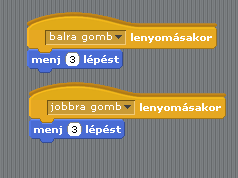 balra gomb lenyomásakor
menj 3 lépést
jobbra gomb lenyomásakor
menj 3 lépést